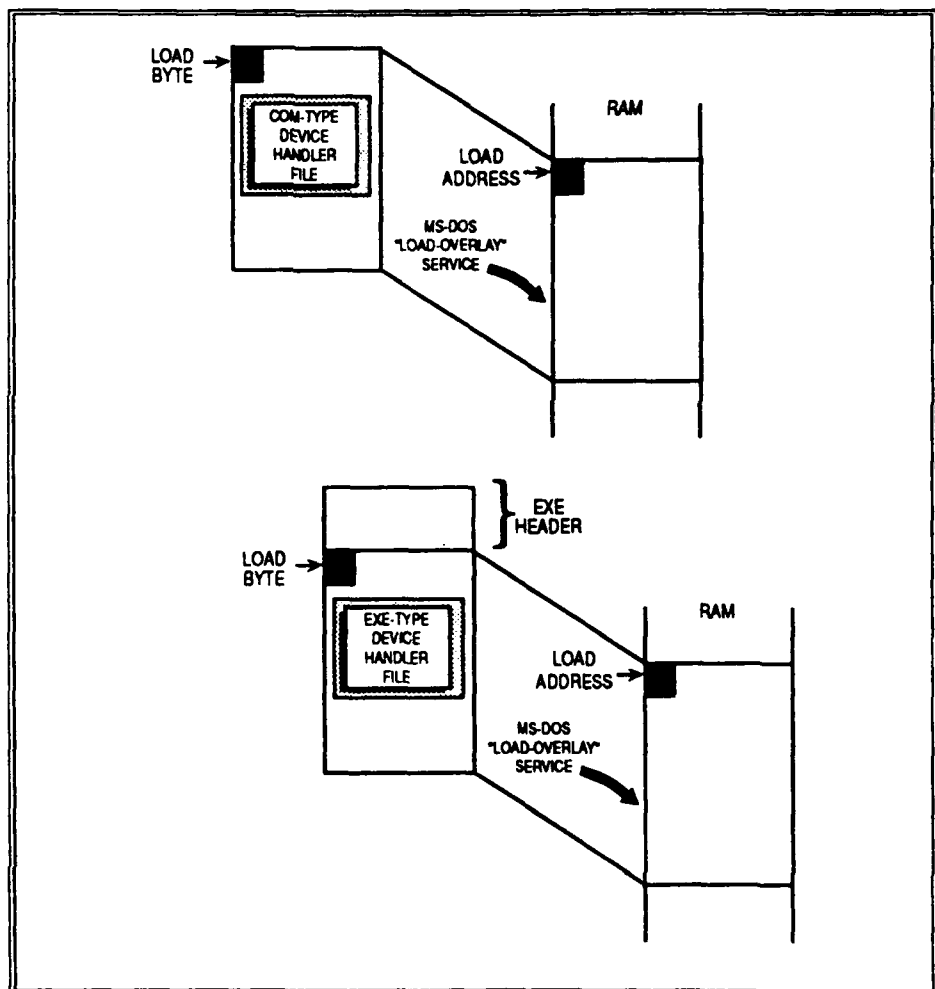 LOAD
BYTE
COM-TYPE
DEVICE
HANDLER
FILE
RAM
LOAD
ADDRESS
MS-DOS
"LOAD-OVERLAY"
SERVICE
EXE
HEADER
LOAD
BYTE
EXE-TYPE
DEVICE
HANDLER
FILE
RAM
LOAD
ADDRESS
MS-DOS
"LOAD-OVERLAY"
SERVICE